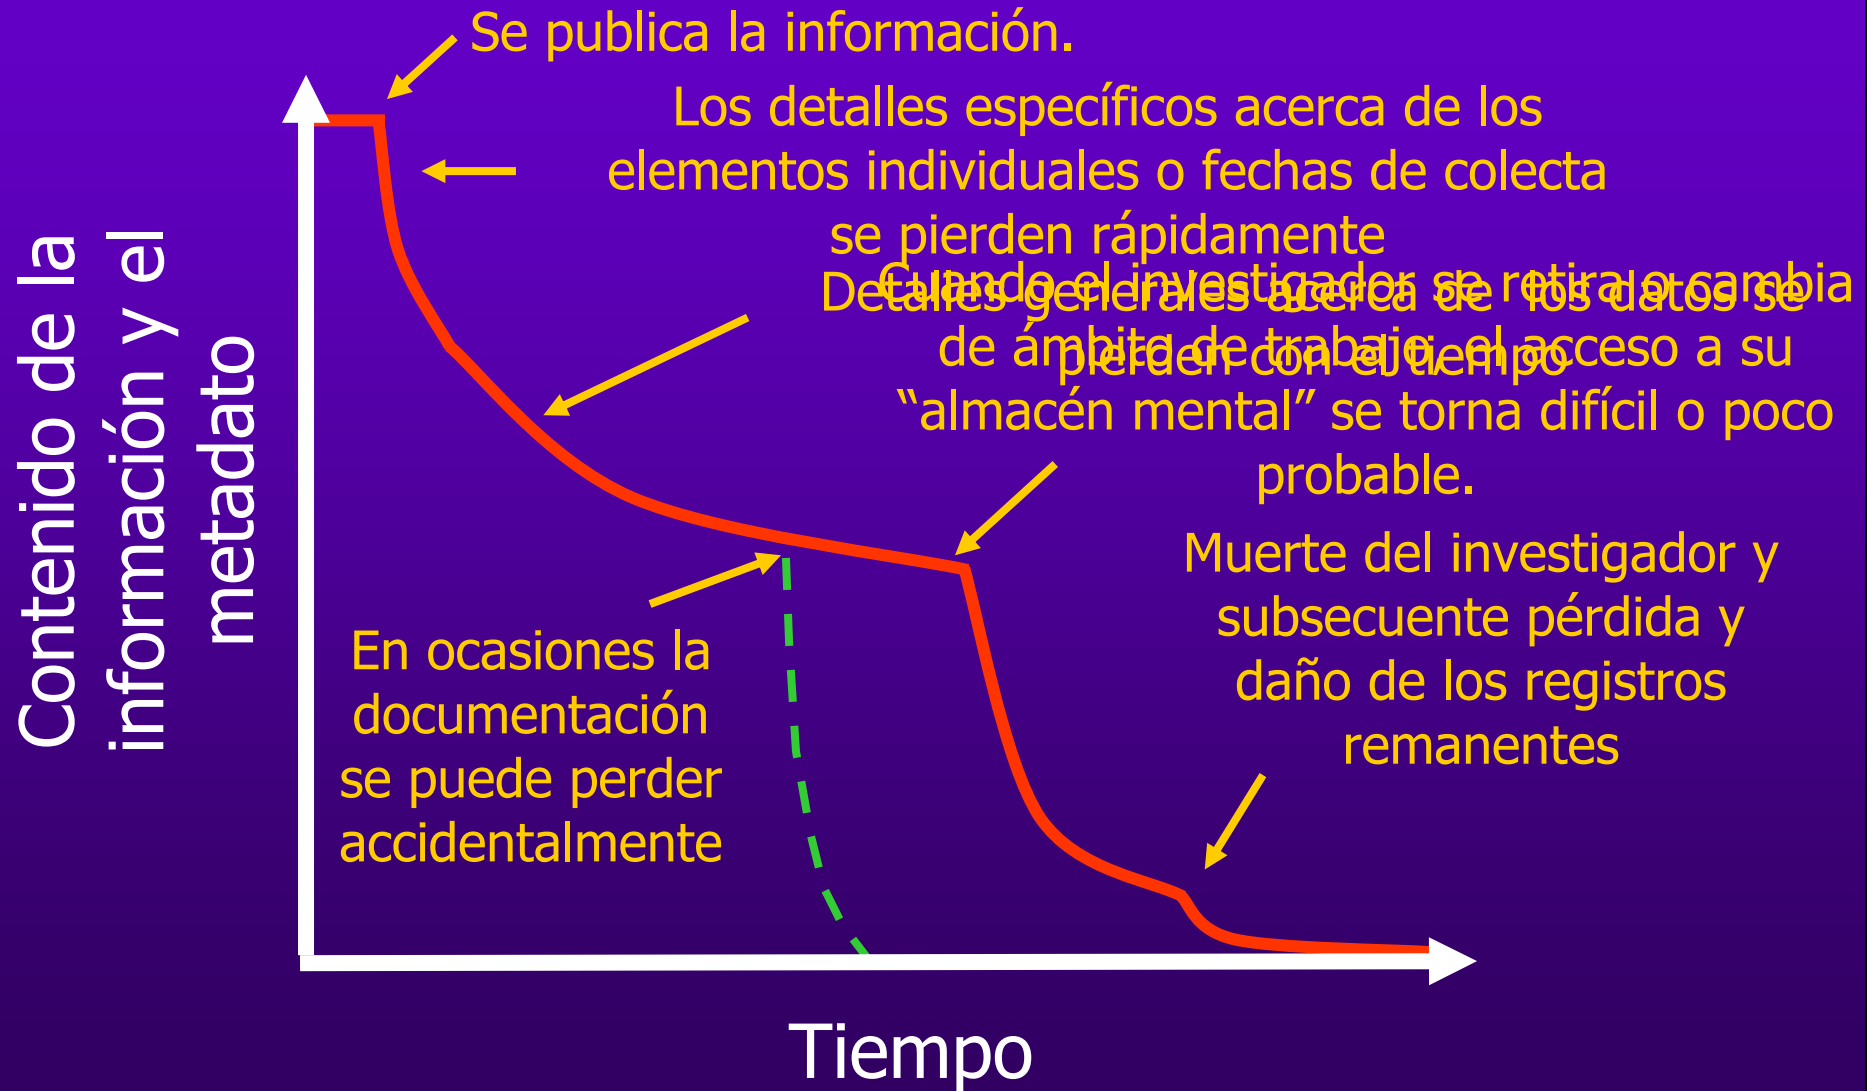 Se publica la información.
Los detalles específicos acerca de los
elementos individuales o fechas de colecta
se pierden rápidamente
Detalles generales acerca de los datos se
pierden con el tiempo
Cuando el investigador se retira o cambia
de ámbito de trabajo, el acceso a su
“almacén mental” se torna difícil o poco
probable.
Muerte del investigador y
subsecuente pérdida y
daño de los registros
remanentes
En ocasiones la
documentación
se puede perder
accidentalmente
Contenido de la
información y el
metadato
Tiempo